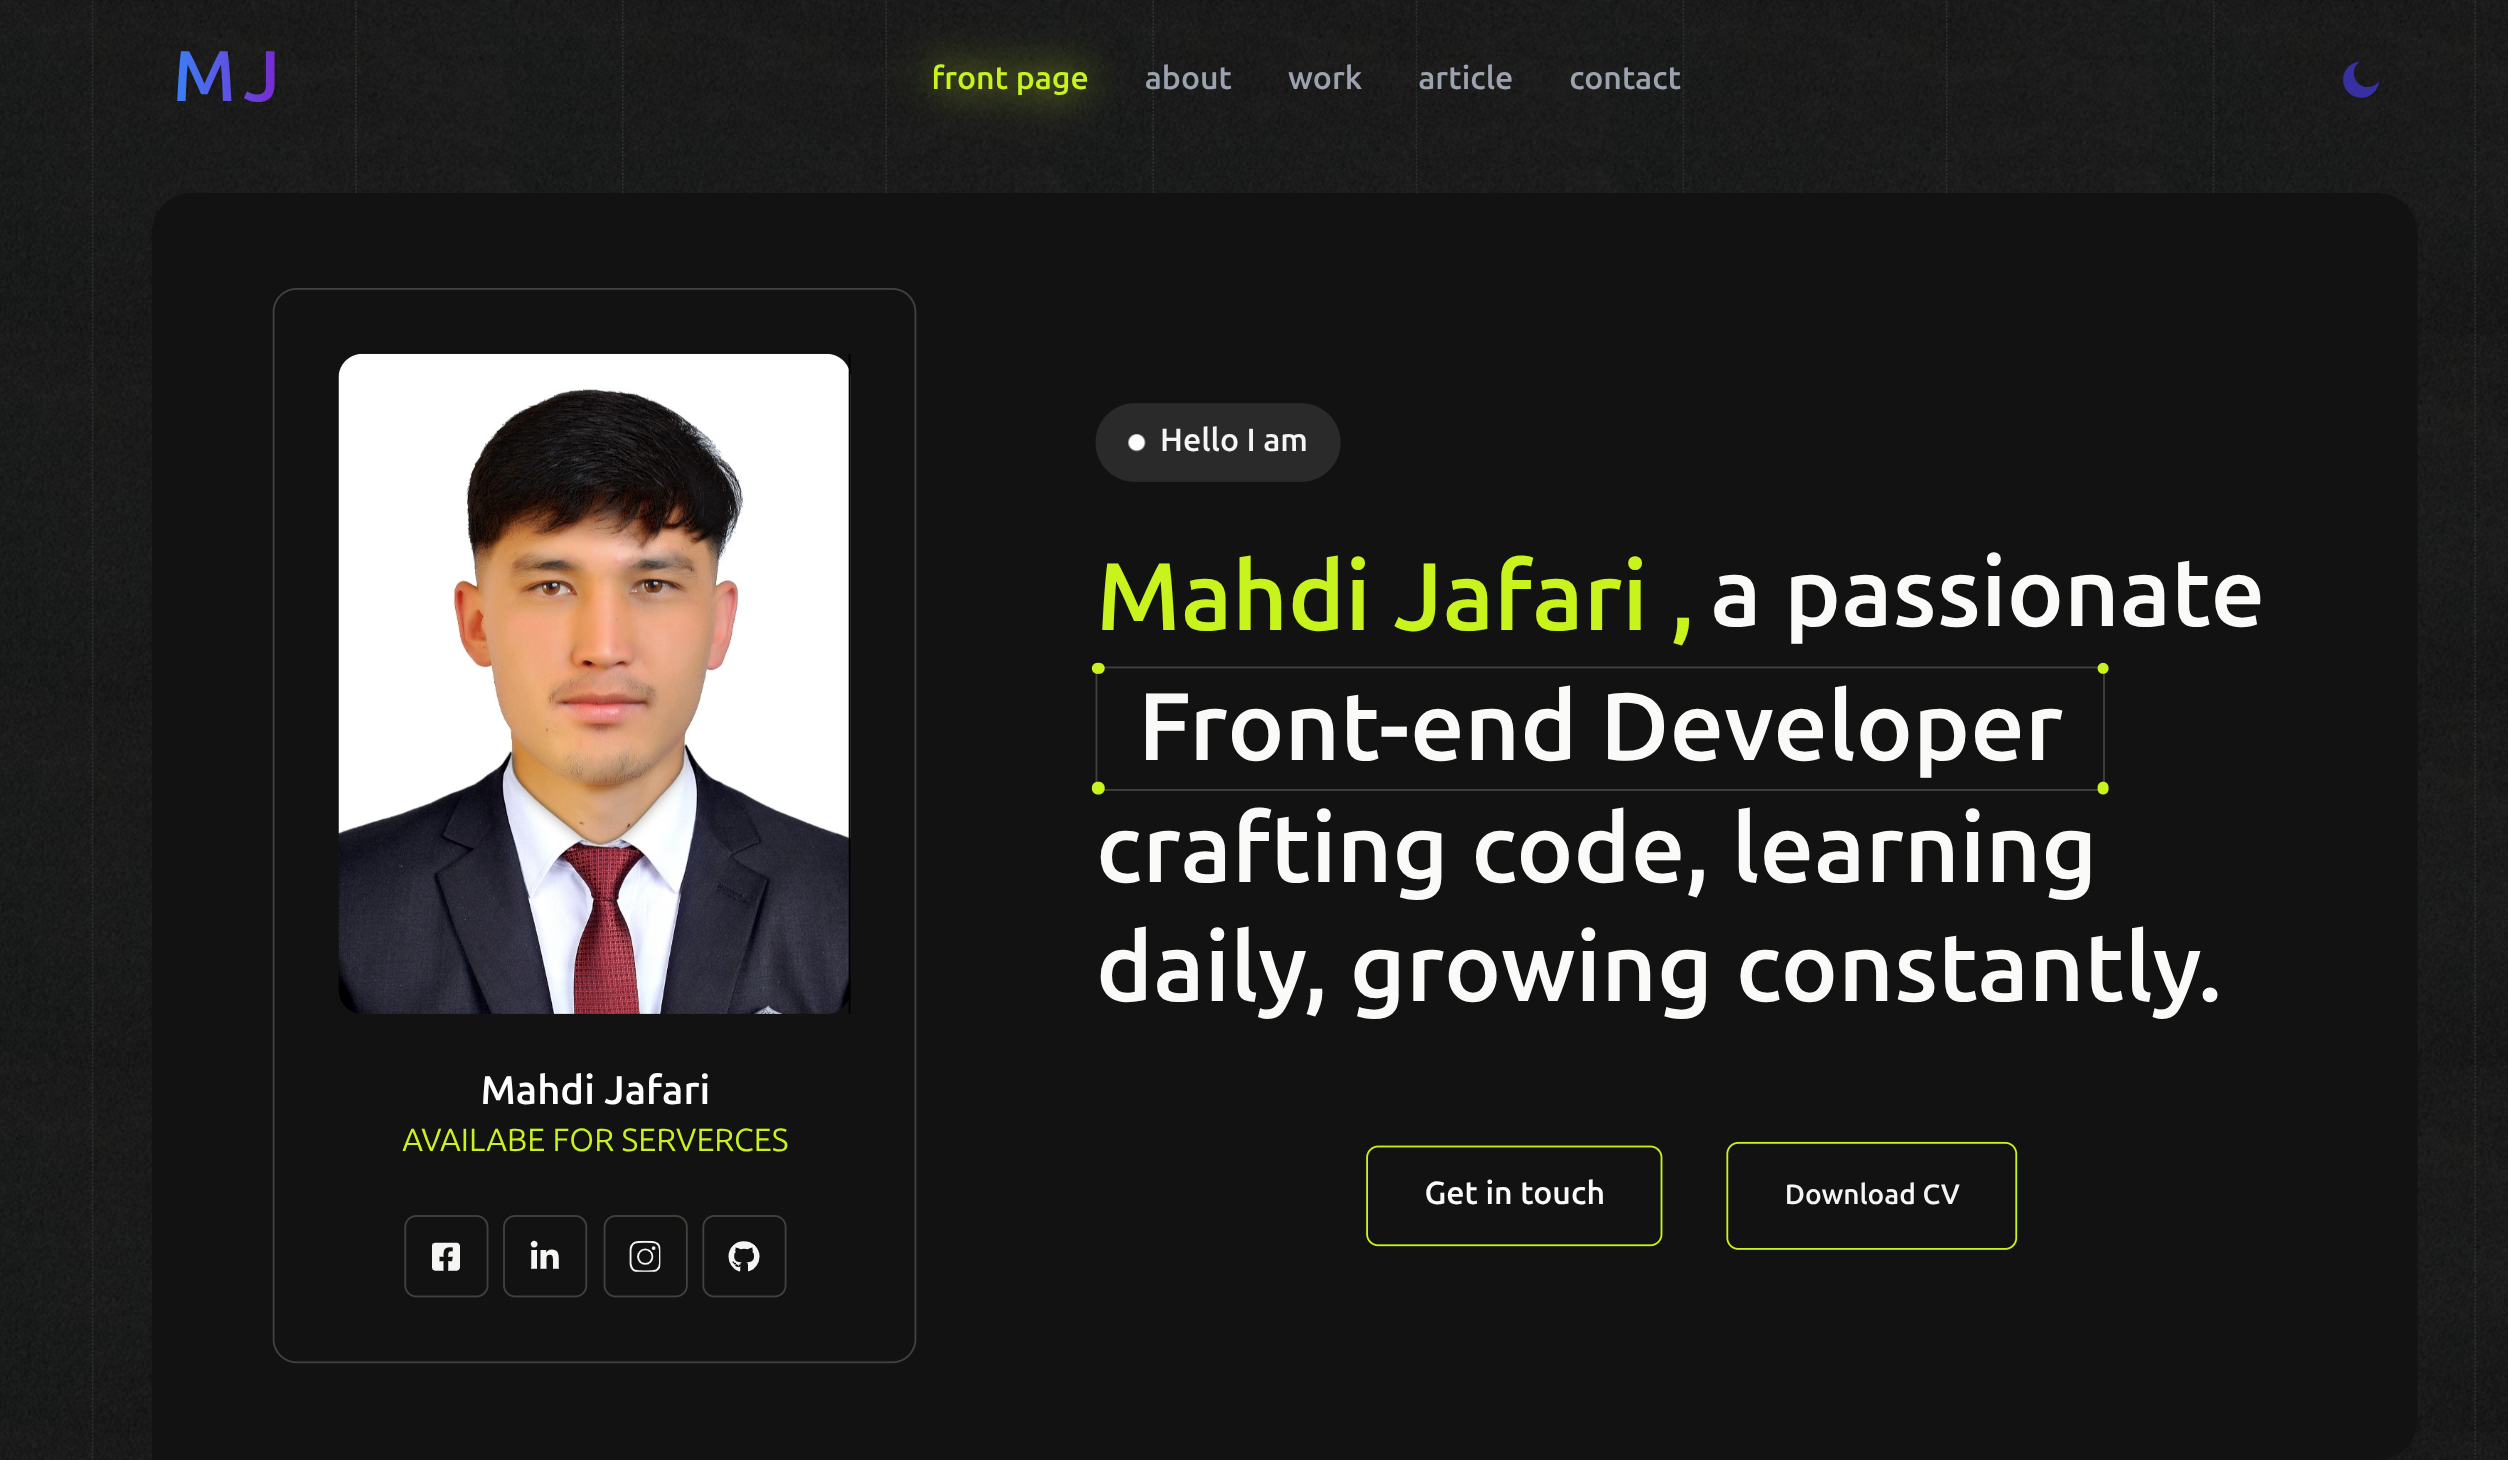 MJ
front page about work article contact
Hello I am
Mahdi Jafari , a passionate
Front-end Developer
crafting code, learning
daily, growing constantly.
Get in touch Download CV
Mahdi Jafari
AVAILABE FOR SERVERCES